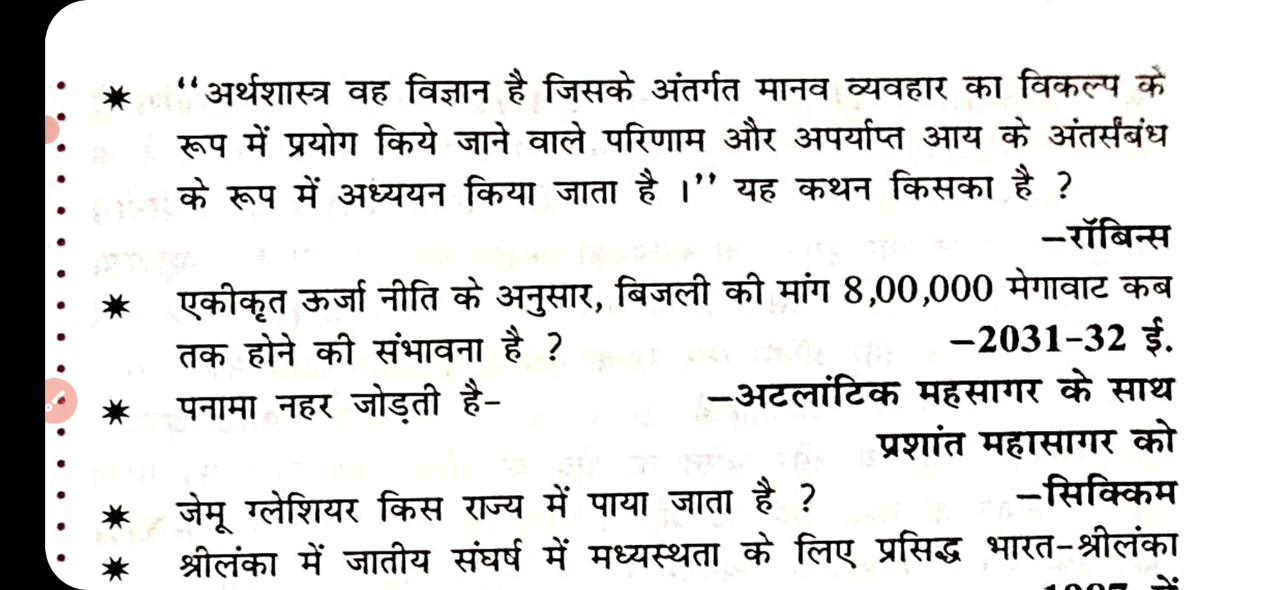 * “अर्थशास्त्र वह विज्ञान है जिसके अंतर्गत मानव व्यवहार का विकल्प के
रूप में प्रयोग किये जाने वाले परिणाम और अपर्याप्त आय के अंतर्संबंध
के रूप में अध्ययन किया जाता है ।” यह कथन किसका है ?
–रॉबिन्स
* एकीकृत ऊर्जा नीति के अनुसार, बिजली की मांग 8,00,000 मेगावाट कब
तक होने की संभावना है ? –2031-32 ई.
* पनामा नहर जोड़ती है– –अटलांटिक महसागर के साथ
प्रशांत महासागर को
* जेमू ग्लेशियर किस राज्य में पाया जाता है ? –सिक्किम
* श्रीलंका में जातीय संघर्ष में मध्यस्थता के लिए प्रसिद्ध भारत-श्रीलंका